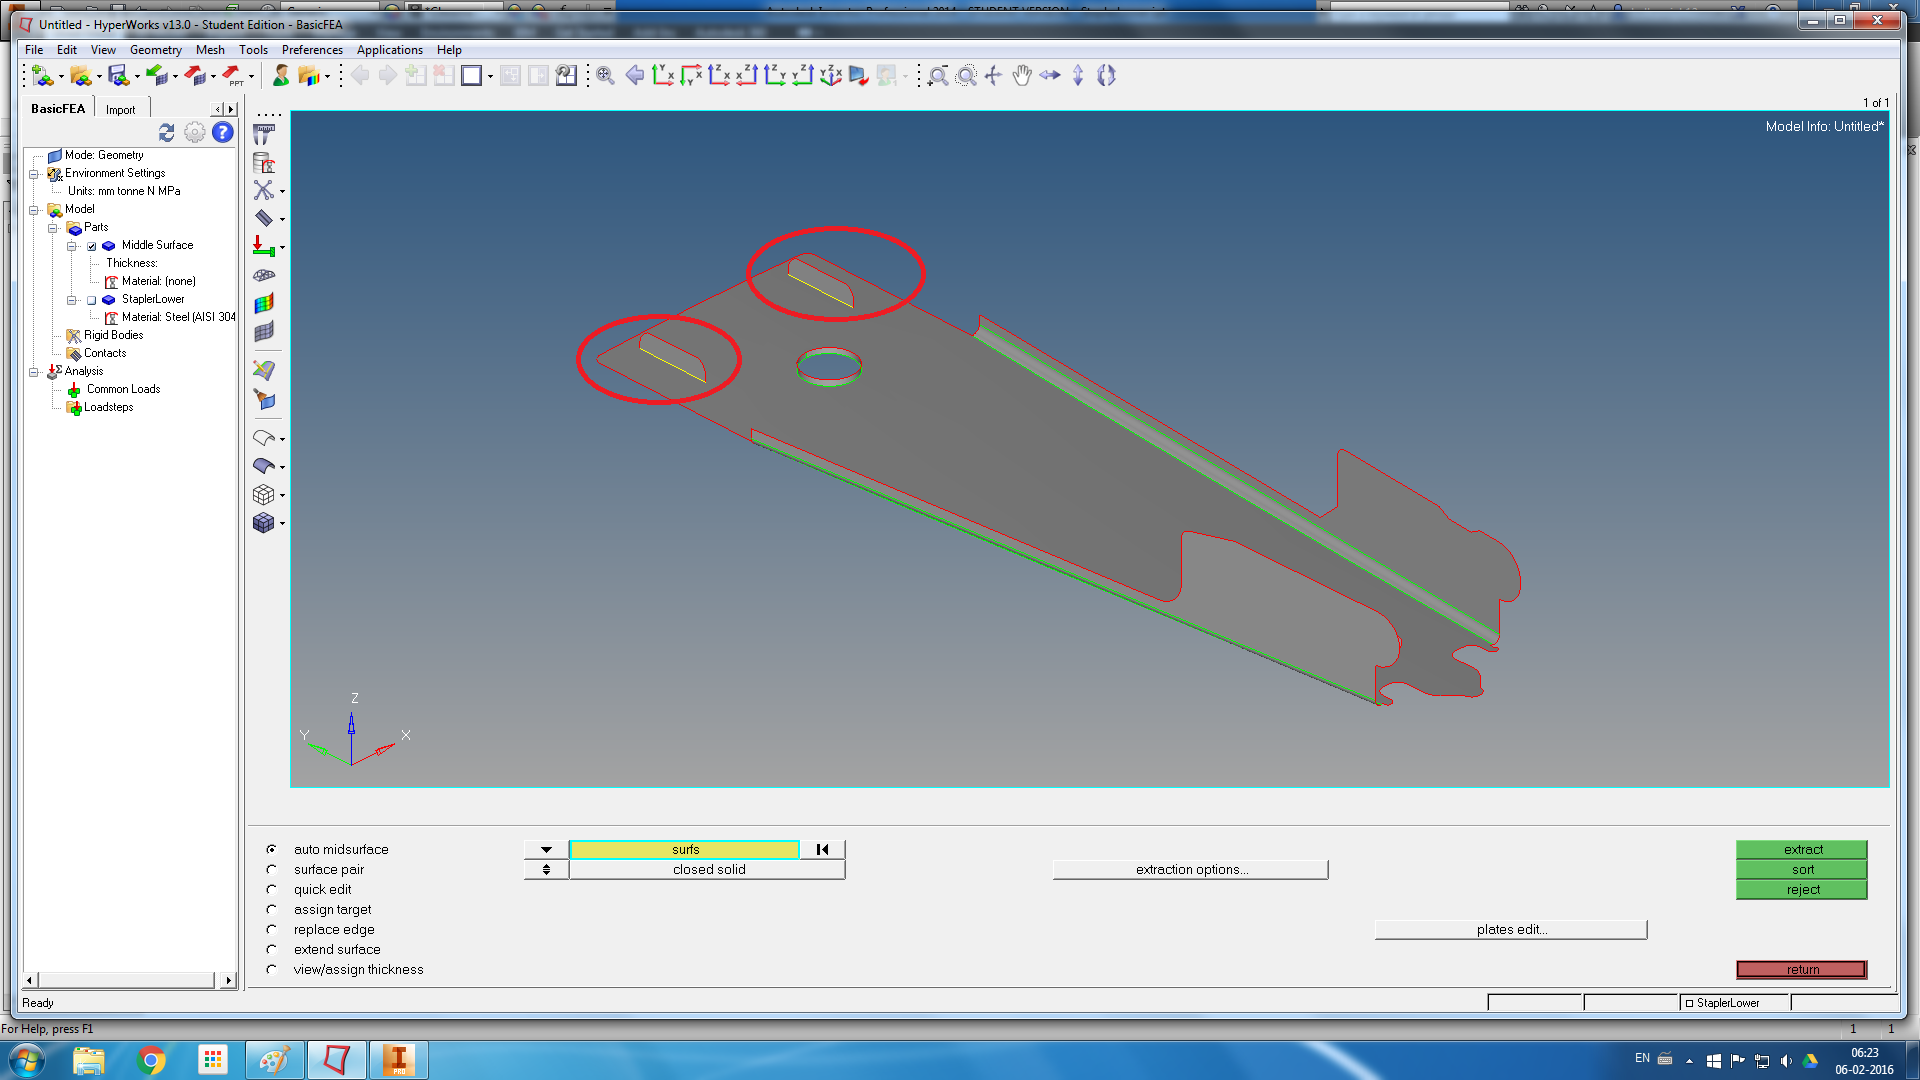 Untitled - HyperWorks v13.0 - Student Edition - BasicFEA
File Edit View Geometry Mesh Tools Preferences Applications Help
PPT
BasicFEA Import
1 of 1
Model Info: Untitled*
Mode: Geometry
Environment Settings
Units: mm tonne N MPa
Model
Parts
Middle Surface
Thickness:
Material: (none)
StaplerLower
Material: Steel (AISI 304
Rigid Bodies
Contacts
Analysis
Common Loads
Loadsteps
Z
Y
X
auto midsurface
surfs
extract
surface pair
closed solid
extraction options...
sort
quick edit
reject
assign target
replace edge
plates edit...
extend surface
view/assign thickness
return
Ready
StaplerLower
For Help, press F1
1 1
PRO
EN
06:23
06-02-2016